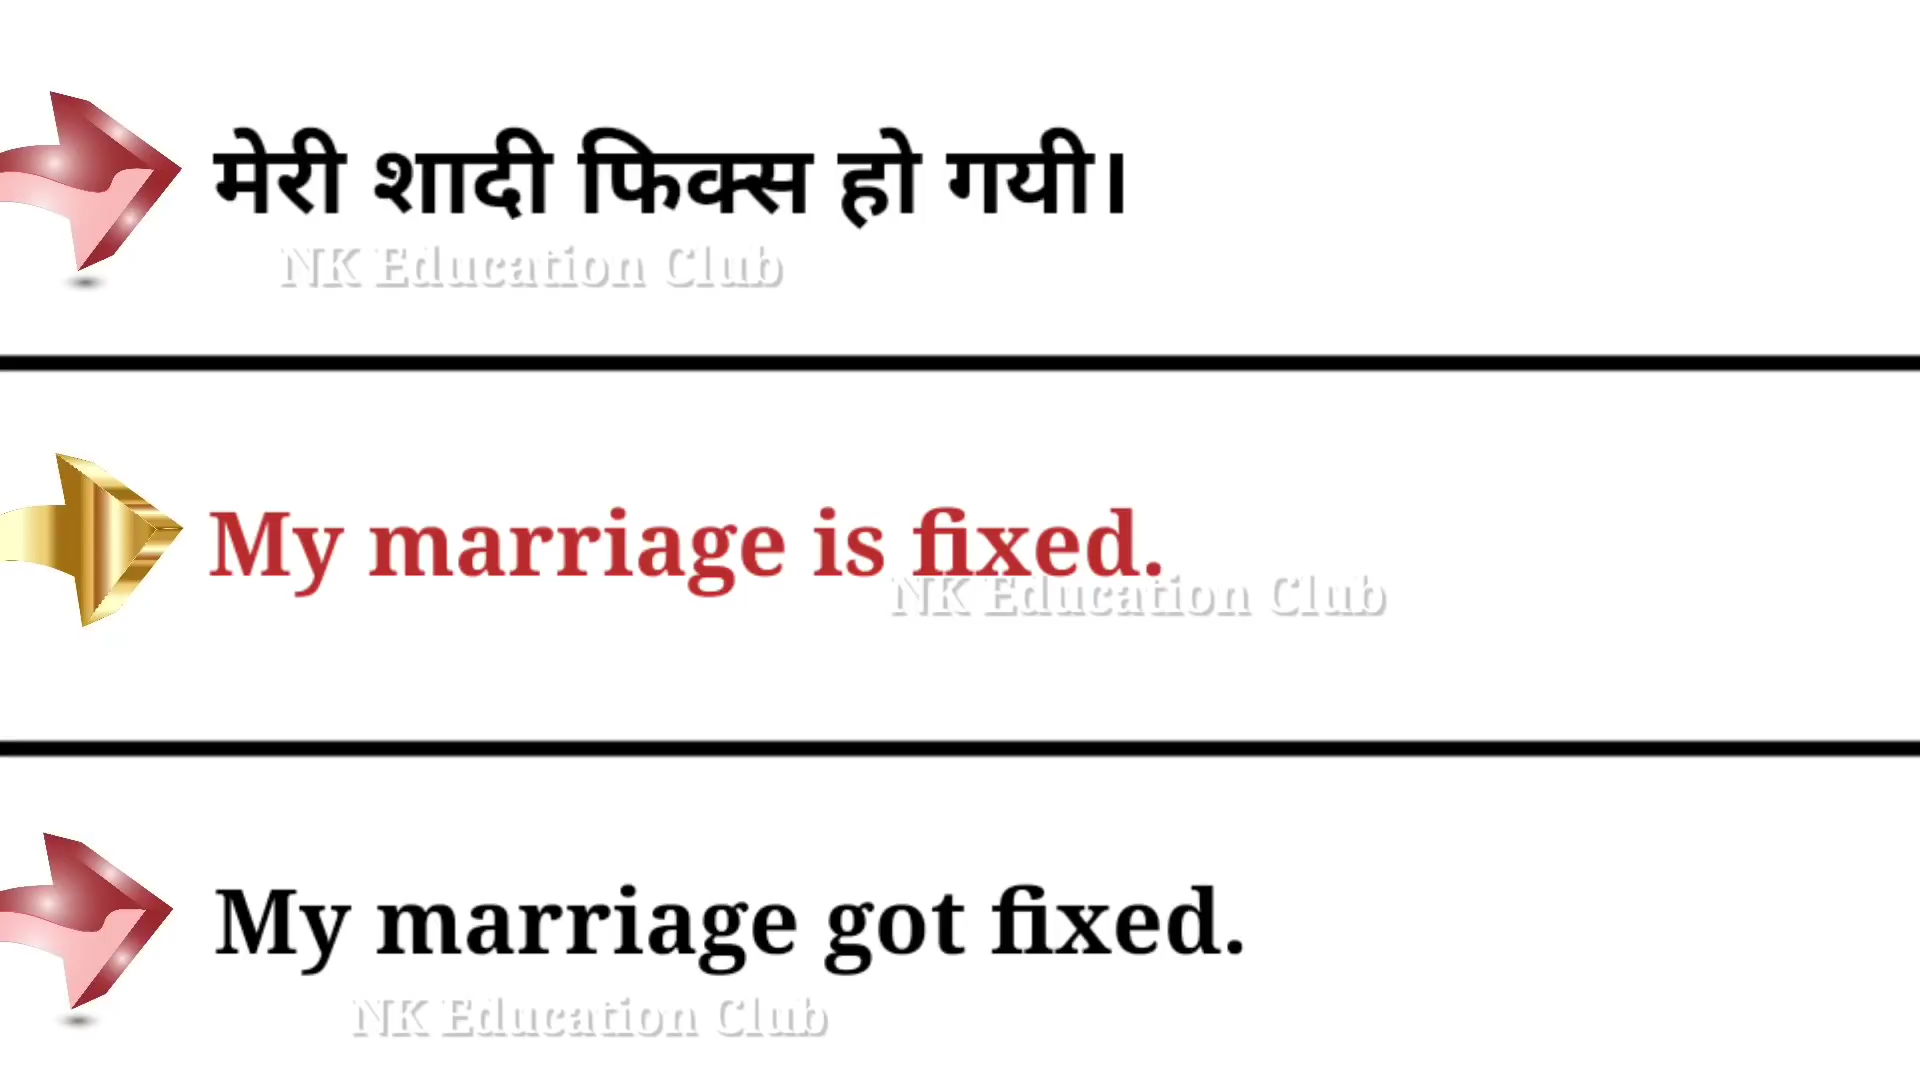 मेरी शादी फिक्स हो गयी।
NK Education Club
My marriage is fixed.
NK Education Club
My marriage got fixed.
NK Education Club